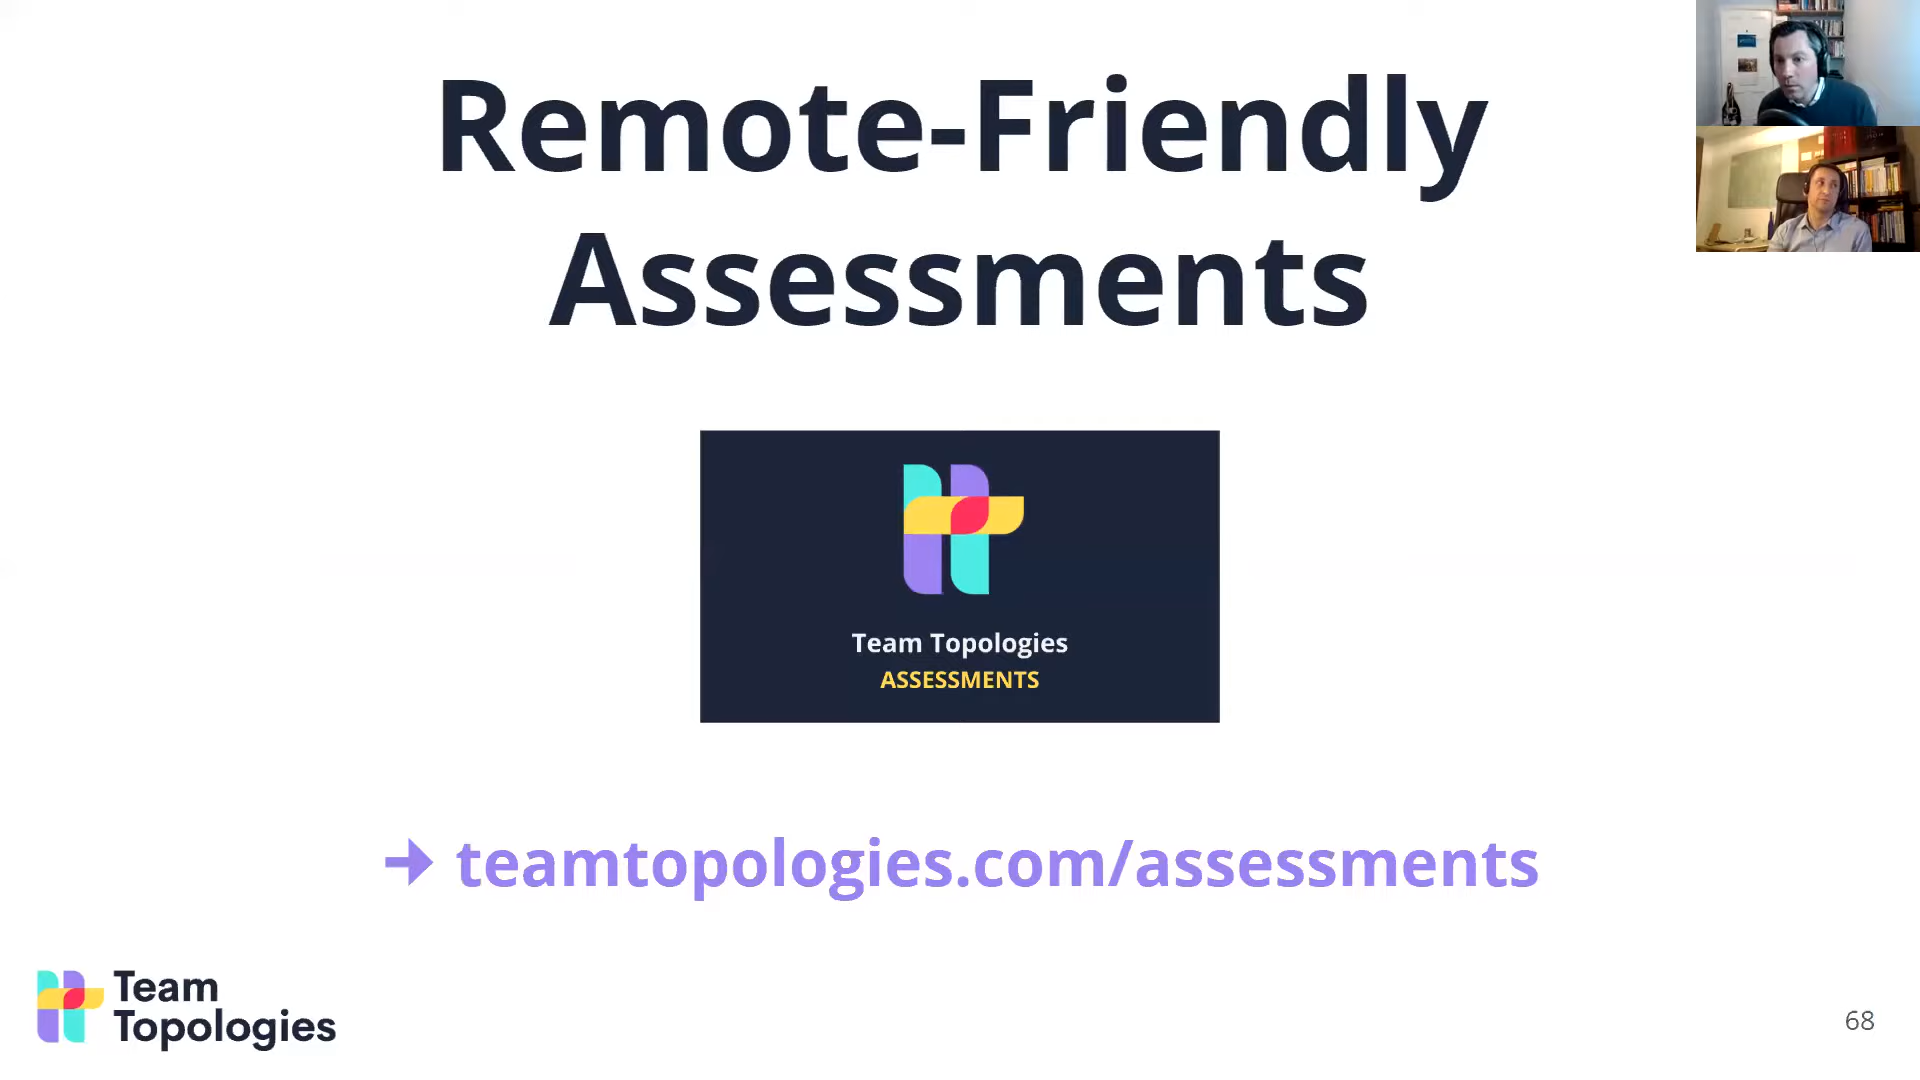 Remote-Friendly
Assessments
Team Topologies
ASSESSMENTS
➔ teamtopologies.com/assessments
Team
Topologies
68